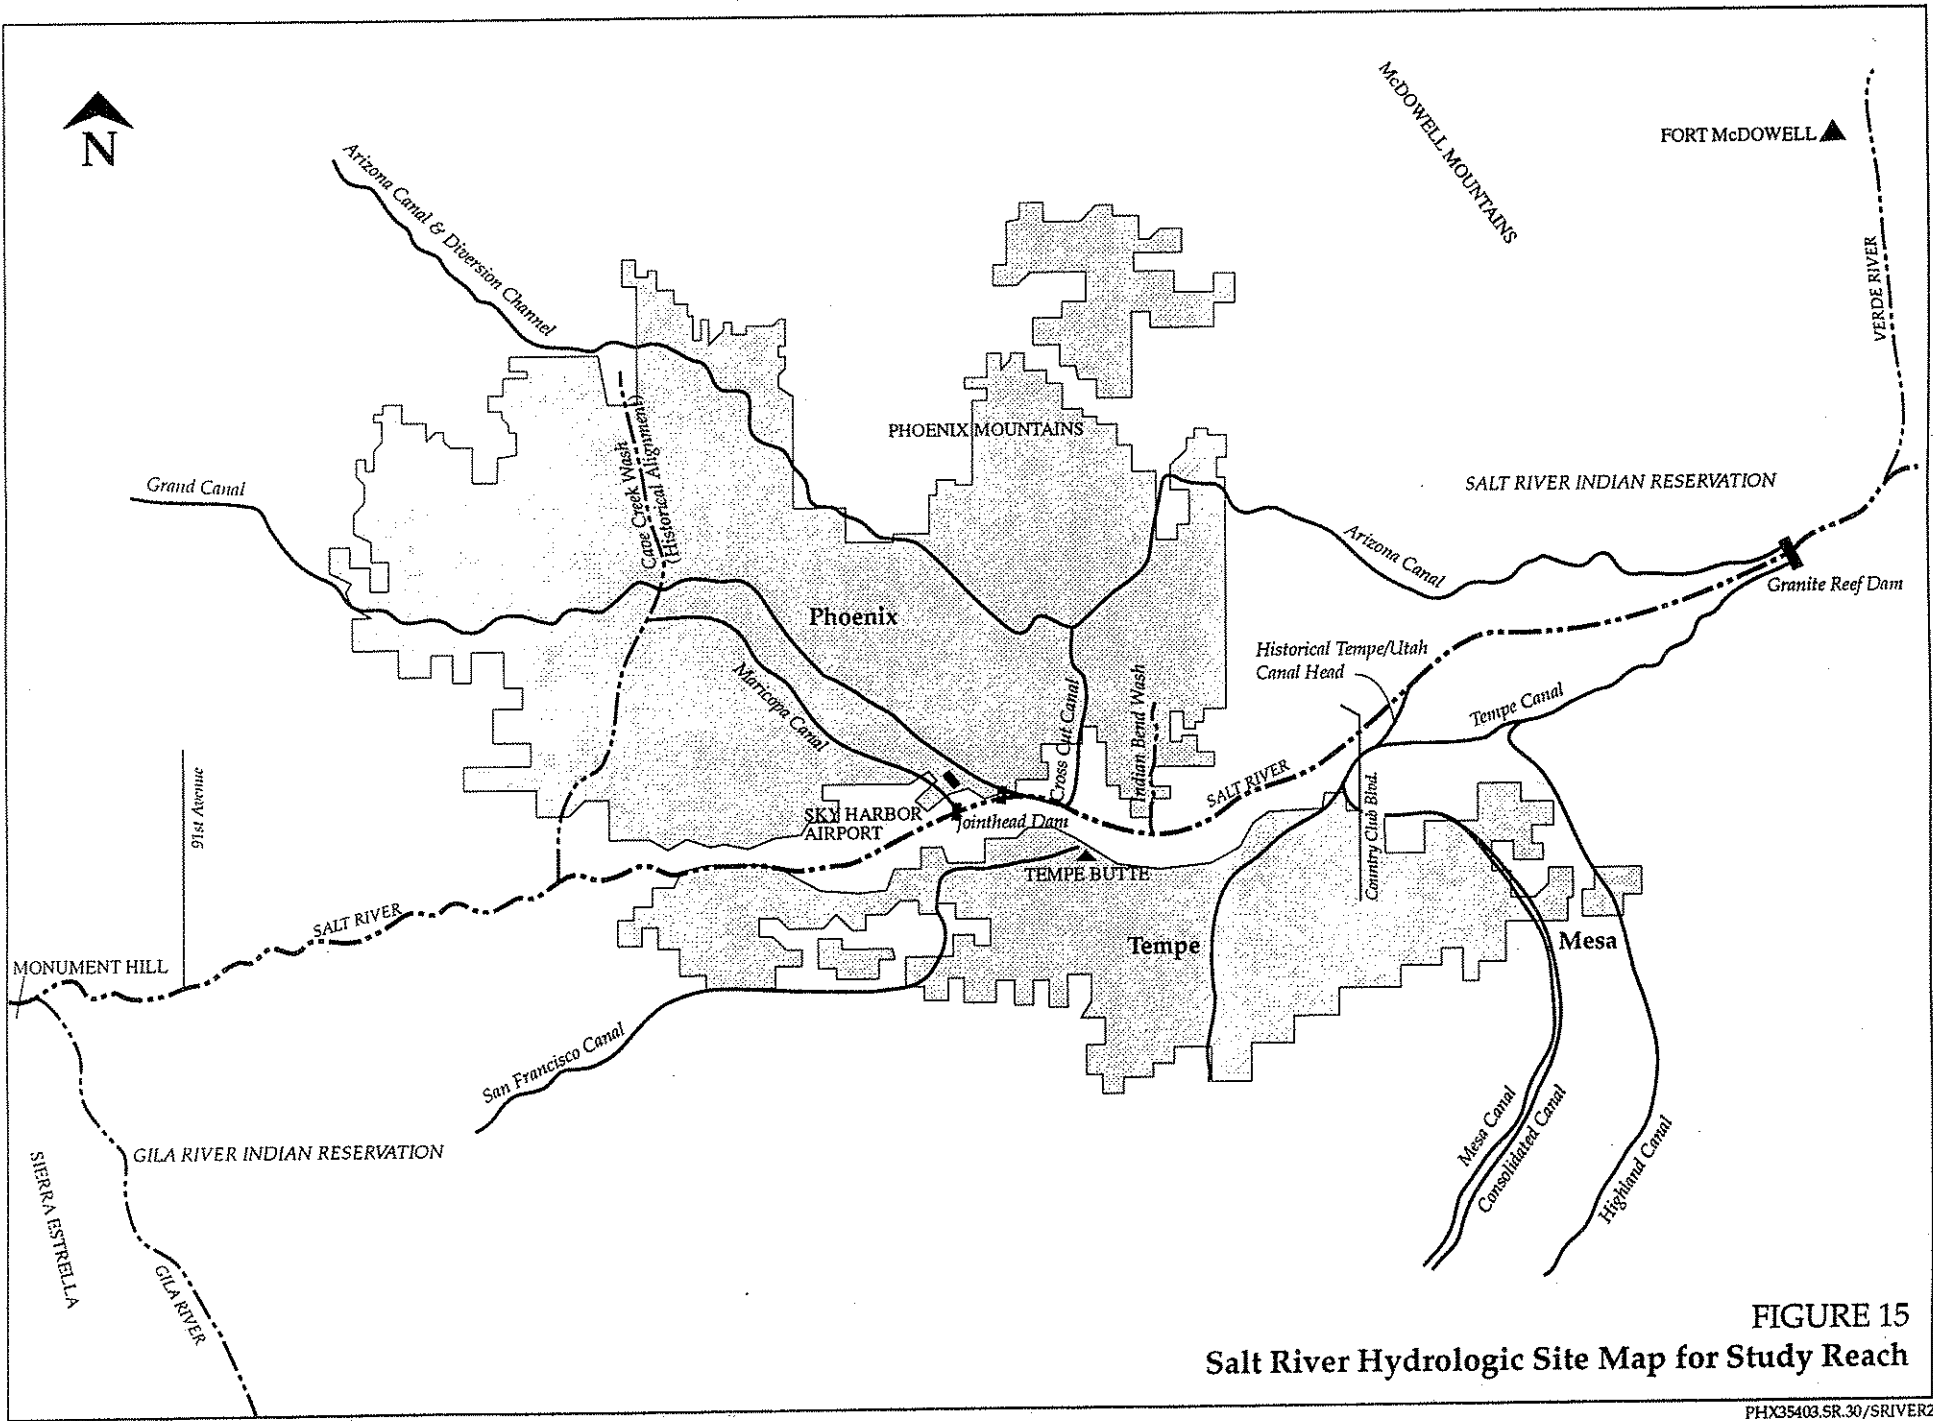 N
McDOWELL MOUNTAINS
FORT McDOWELL
Arizona Canal & Diversion Channel
VERDE RIVER
PHOENIX MOUNTAINS
Cave Creek Wash
(Historical Alignment)
Grand Canal
SALT RIVER INDIAN RESERVATION
Arizona Canal
Granite Reef Dam
Phoenix
Historical Tempe/Utah
Canal Head
Maricopa Canal
Cross Cut Canal
Indian Bend Wash
Tempe Canal
91st Avenue
SALT RIVER
SKY HARBOR
AIRPORT
Jointhead Dam
Country Club Blvd.
TEMPE BUTTE
SALT RIVER
Tempe
Mesa
MONUMENT HILL
San Francisco Canal
Mesa Canal
Consolidated Canal
Highland Canal
GILA RIVER INDIAN RESERVATION
SIERRA ESTRELLA
GILA RIVER
FIGURE 15
Salt River Hydrologic Site Map for Study Reach
PHX35403.SR.30/SRIVER2